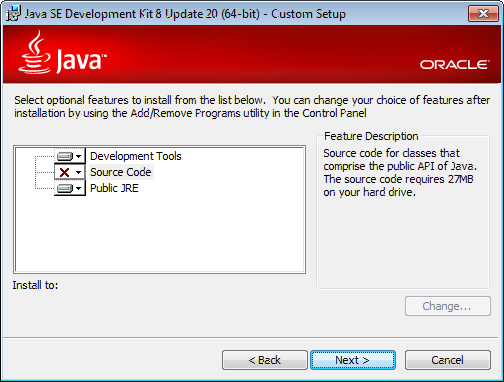 Java SE Development Kit 8 Update 20 (64-bit) - Custom Setup
Java™
ORACLE®
Select optional features to install from the list below. You can change your choice of features after
installation by using the Add/Remove Programs utility in the Control Panel
Development Tools
Source Code
Public JRE
Feature Description
Source code for classes that
comprise the public API of Java.
The source code requires 27MB
on your hard drive.
Install to:
Change...
< Back
Next >
Cancel